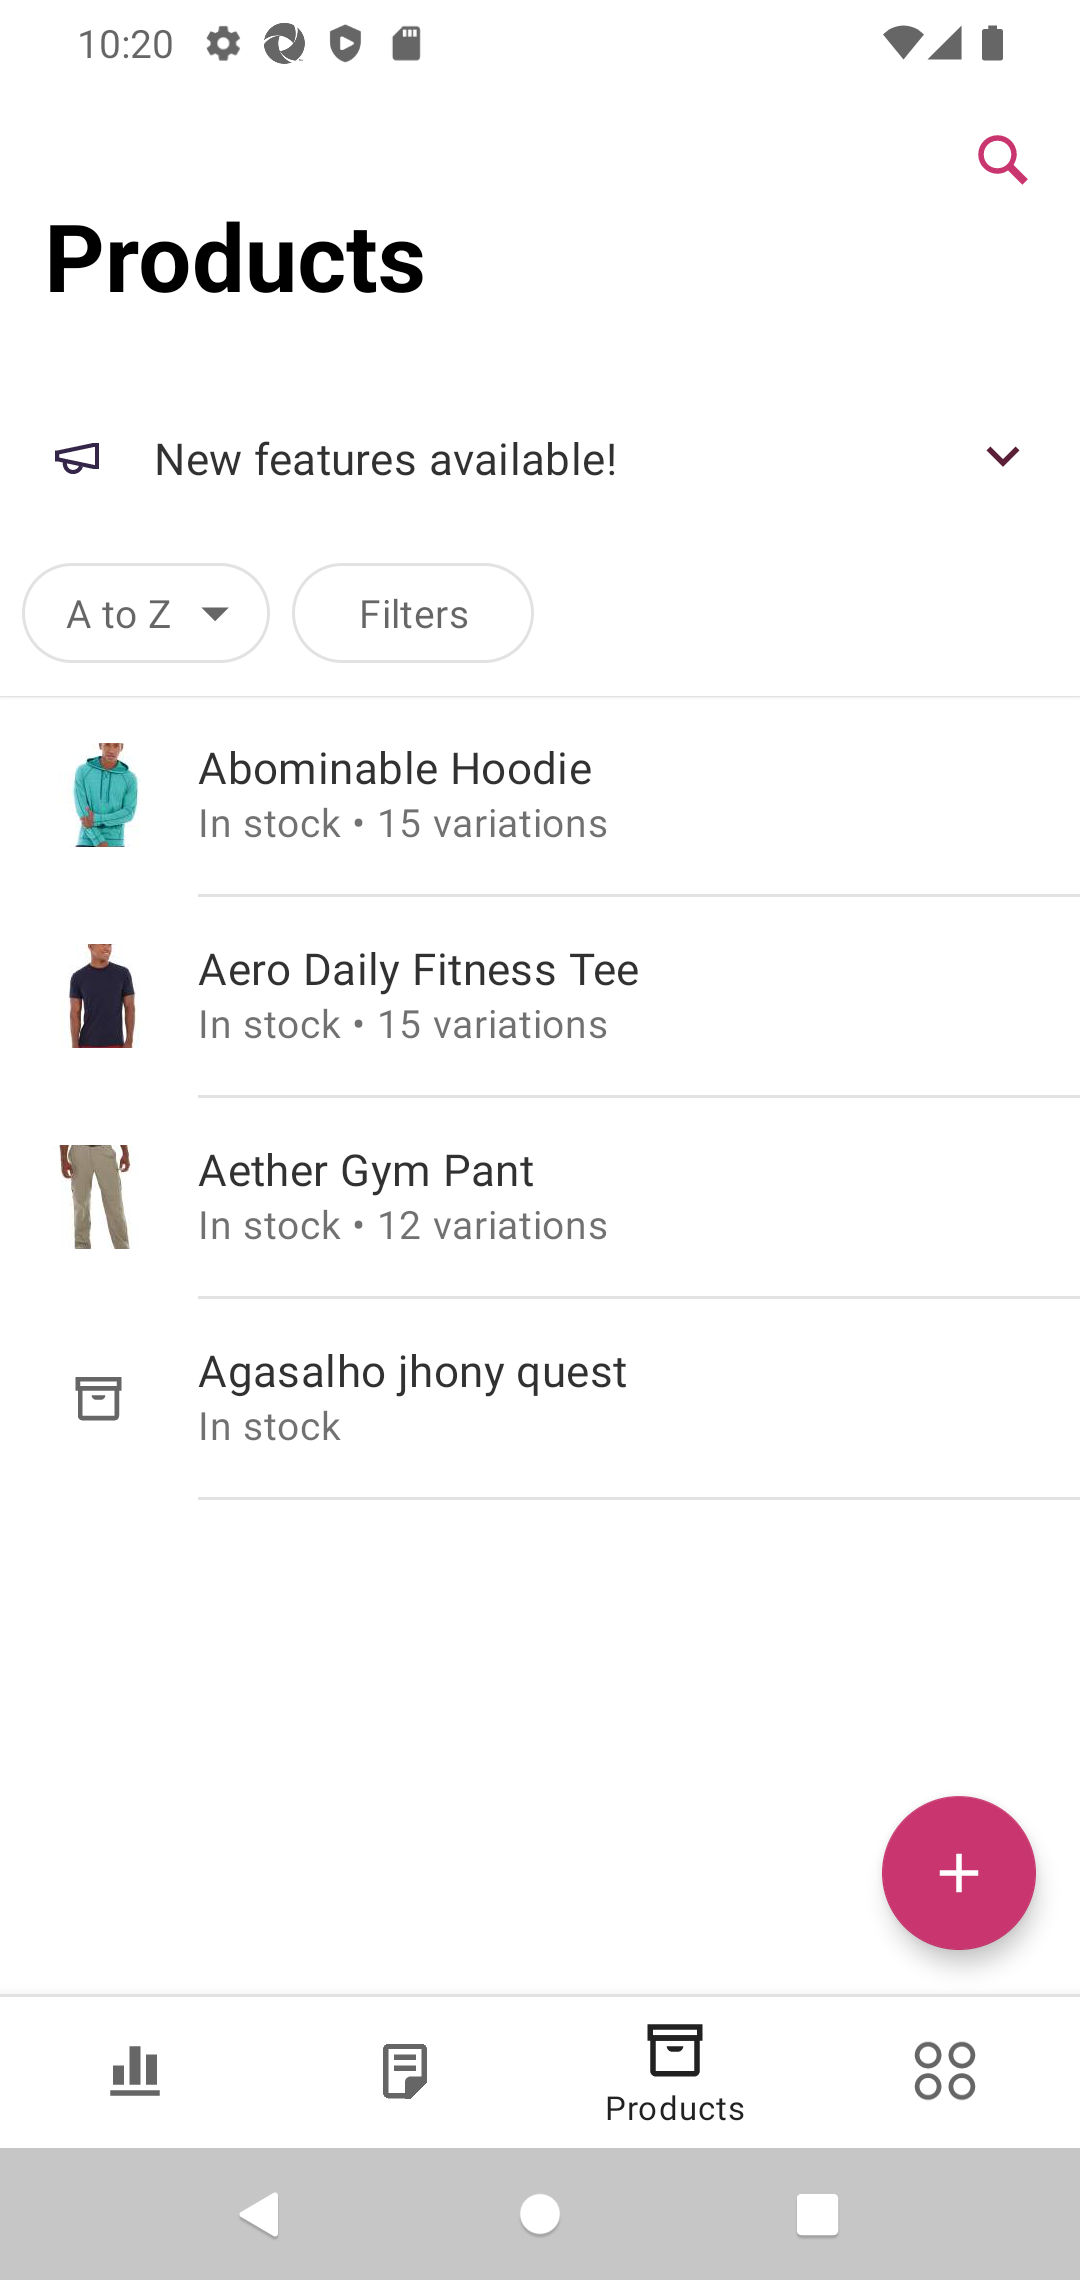 10:20
Products
New features available!
A to Z
Filters
Abominable Hoodie
In stock • 15 variations
Aero Daily Fitness Tee
In stock • 15 variations
Aether Gym Pant
In stock • 12 variations
Agasalho jhony quest
In stock
Products